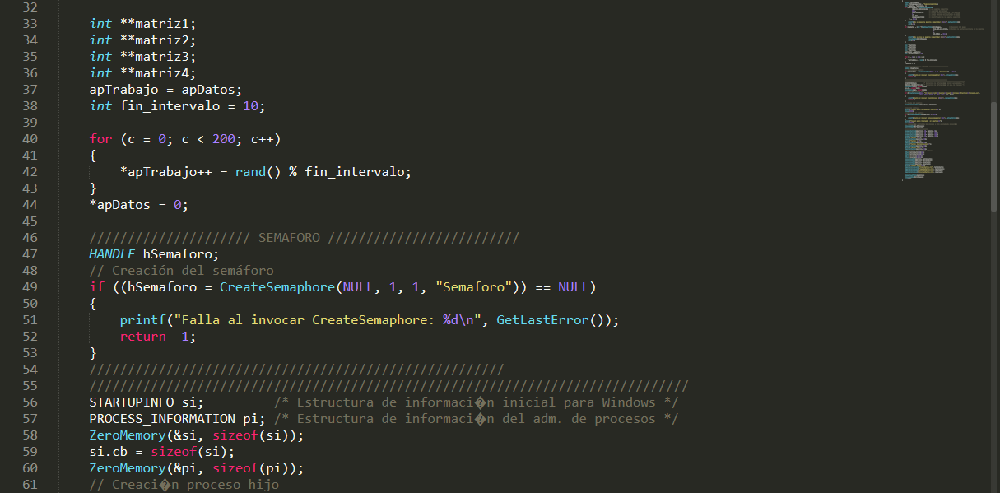 32
33 int **matriz1;
34 int **matriz2;
35 int **matriz3;
36 int **matriz4;
37 apTrabajo = apDatos;
38 int fin_intervalo = 10;
39
40 for (c = 0; c < 200; c++)
41 {
42 *apTrabajo++ = rand() % fin_intervalo;
43 }
44 *apDatos = 0;
45
46 ///////////////////// SEMAFORO /////////////////////////
47 HANDLE hSemaforo;
48 // Creación del semáforo
49 if ((hSemaforo = CreateSemaphore(NULL, 1, 1, "Semaforo")) == NULL)
50 {
51 printf("Falla al invocar CreateSemaphore: %d\n", GetLastError());
52 return -1;
53 }
54 //////////////////////////////////////////////////////
55 //////////////////////////////////////////////////////////////////////////////
56 STARTUPINFO si; /* Estructura de informaci�n inicial para Windows */
57 PROCESS_INFORMATION pi; /* Estructura de informaci�n del adm. de procesos */
58 ZeroMemory(&si, sizeof(si));
59 si.cb = sizeof(si);
60 ZeroMemory(&pi, sizeof(pi));
61 // Creaci�n proceso hijo